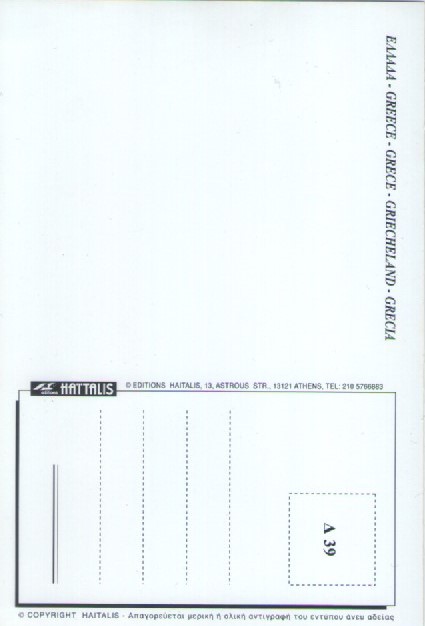 ΕΛΛΑΔΑ - GREECE - GRECE - GRIECHELAND - GRECIA
HAITALIS
© EDITIONS HAITALIS, 13, ASTROUS STR., 13121 ATHENS, TEL: 210 5766883
Α 39
© COPYRIGHT HAITALIS - Απαγορεύεται μερική ή ολική αντιγραφή του εντύπου άνευ αδείας